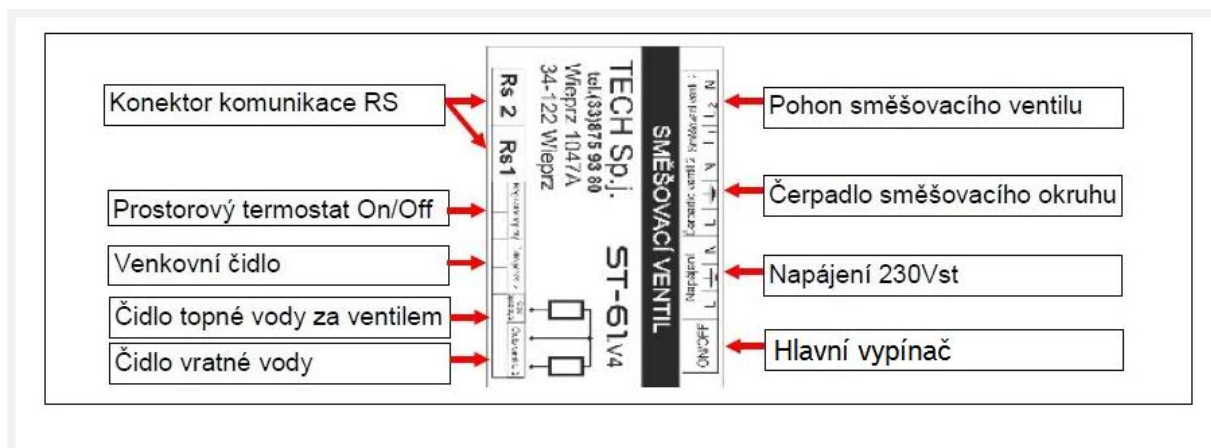 Konektor komunikace RS
Prostorový termostat On/Off
Venkovní čidlo
Čidlo topné vody za ventilem
Čidlo vratné vody
Rs 2
Rs1
TECH Sp.j.
tel.(33)875 93 80
Wieprz 1047A
34-122 Wieprz
ST-61.v4
SMĚŠOVACÍ VENTIL
N
L
N
L
Napájení
N
L
ON/OFF
Pohon směšovacího ventilu
Čerpadlo směšovacího okruhu
Napájení 230Vst
Hlavní vypínač